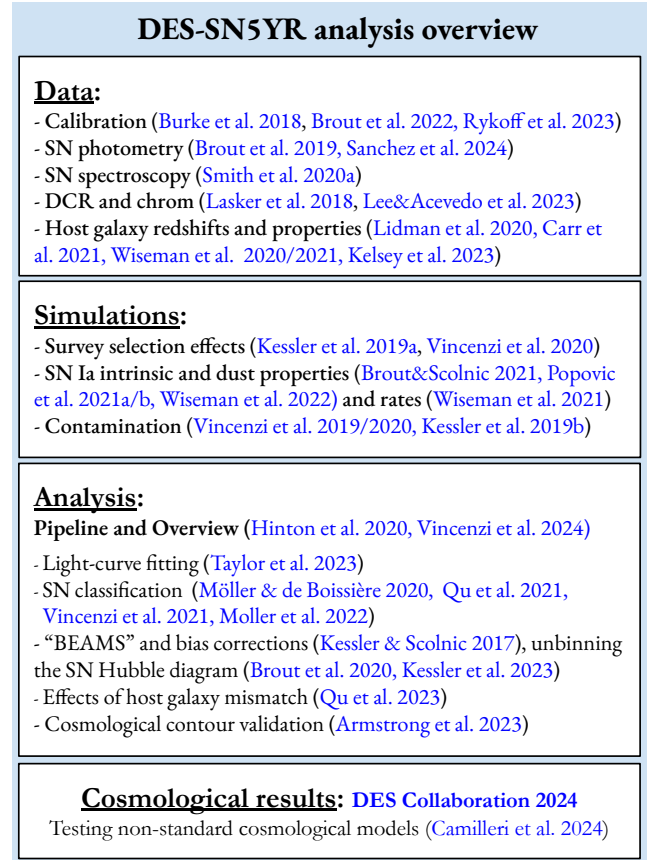 DES-SN5YR analysis overview
Data:
- Calibration (Burke et al. 2018, Brout et al. 2022, Rykoff et al. 2023)
- SN photometry (Brout et al. 2019, Sanchez et al. 2024)
- SN spectroscopy (Smith et al. 2020a)
- DCR and chrom (Lasker et al. 2018, Lee&Acevedo et al. 2023)
- Host galaxy redshifts and properties (Lidman et al. 2020, Carr et
al. 2021, Wiseman et al. 2020/2021, Kelsey et al. 2023)
Simulations:
- Survey selection effects (Kessler et al. 2019a, Vincenzi et al. 2020)
- SN Ia intrinsic and dust properties (Brout&Scolnic 2021, Popovic
et al. 2021a/b, Wiseman et al. 2022) and rates (Wiseman et al. 2021)
- Contamination (Vincenzi et al. 2019/2020, Kessler et al. 2019b)
Analysis:
Pipeline and Overview (Hinton et al. 2020, Vincenzi et al. 2024)
- Light-curve fitting (Taylor et al. 2023)
- SN classification (Möller & de Boissière 2020, Qu et al. 2021,
Vincenzi et al. 2021, Moller et al. 2022)
- “BEAMS” and bias corrections (Kessler & Scolnic 2017), unbinning
the SN Hubble diagram (Brout et al. 2020, Kessler et al. 2023)
- Effects of host galaxy mismatch (Qu et al. 2023)
- Cosmological contour validation (Armstrong et al. 2023)
Cosmological results: DES Collaboration 2024
Testing non-standard cosmological models (Camilleri et al. 2024)